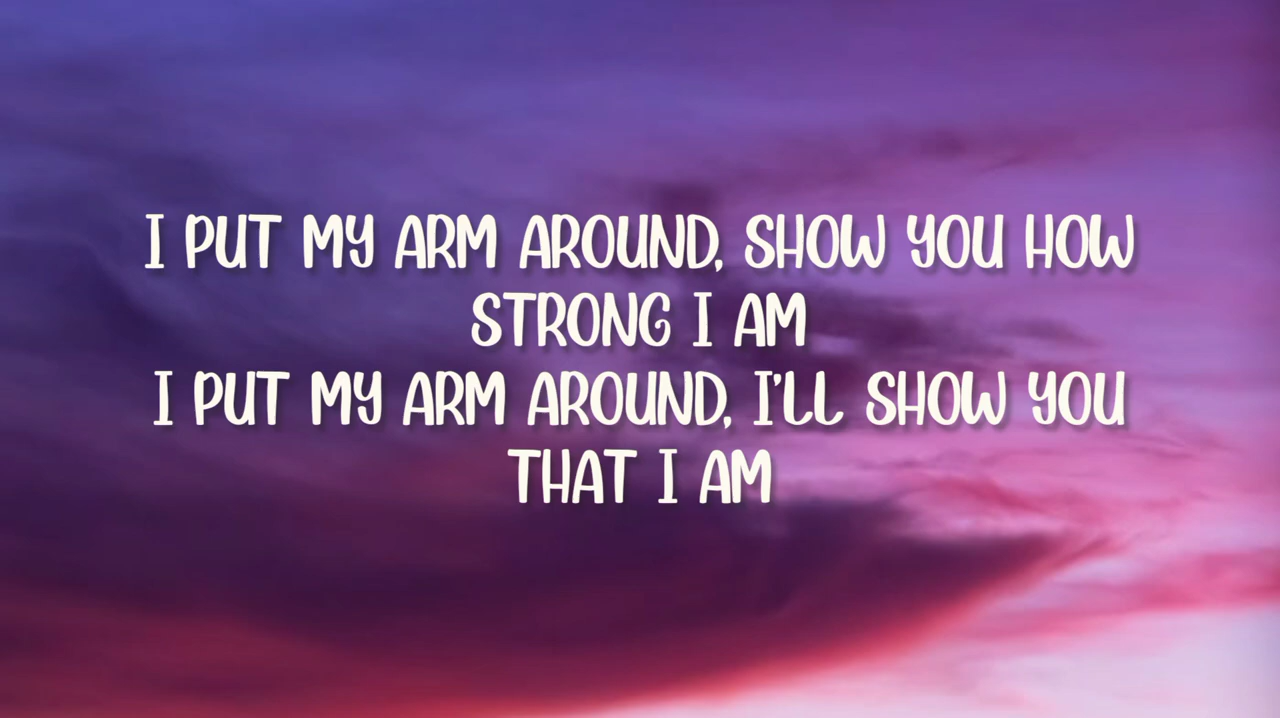 I PUT MY ARM AROUND, SHOW YOU HOW
STRONG I AM
I PUT MY ARM AROUND, I'LL SHOW YOU
THAT I AM